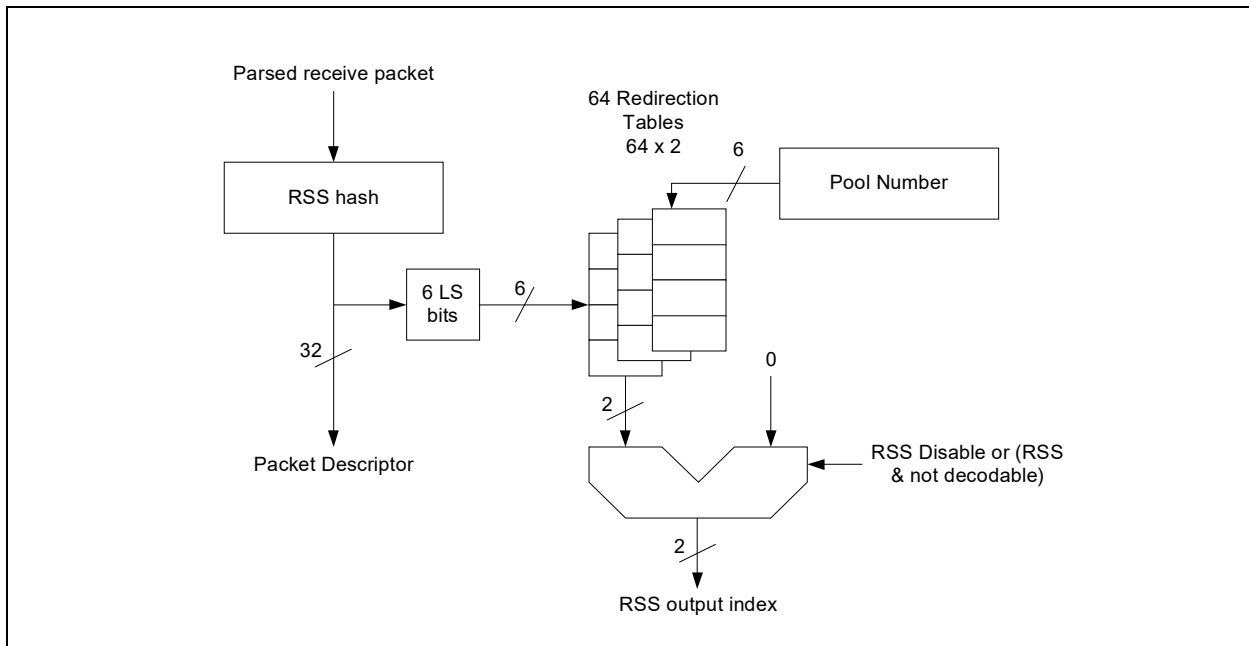 Parsed receive packet
64 Redirection
Tables
64 x 2
6
Pool Number
RSS hash
6 LS
bits
6
32
0
2
Packet Descriptor
RSS Disable or (RSS
& not decodable)
2
RSS output index